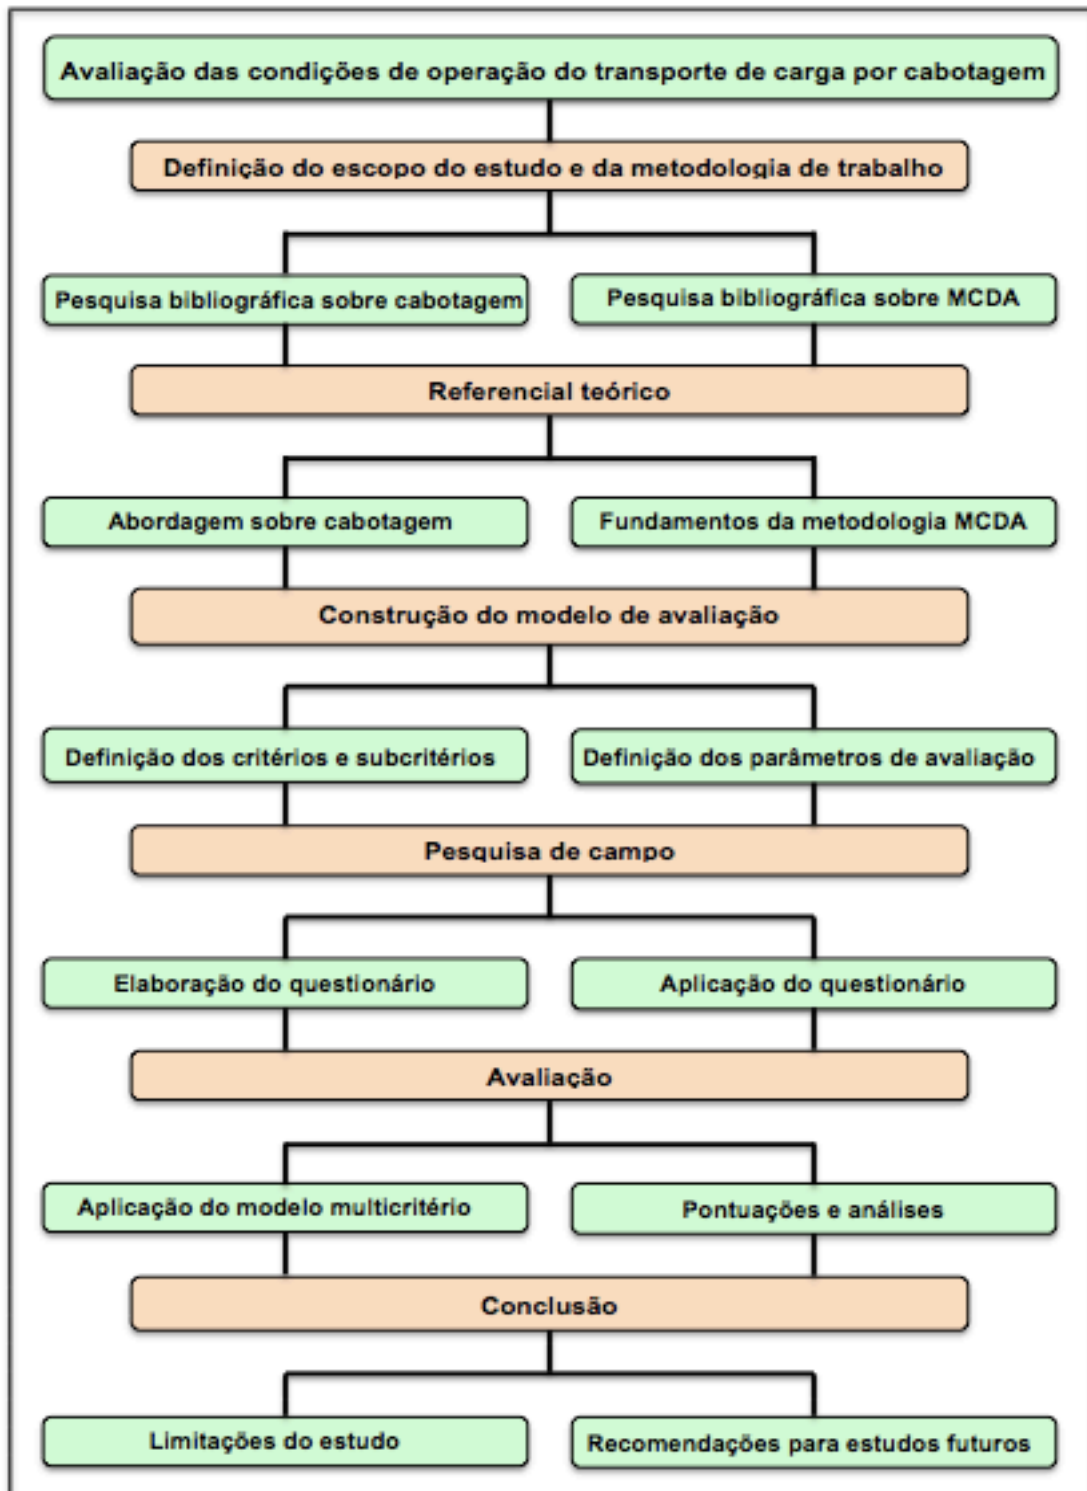 Avaliação das condições de operação do transporte de carga por cabotagem
Definição do escopo do estudo e da metodologia de trabalho
Pesquisa bibliográfica sobre cabotagem
Pesquisa bibliográfica sobre MCDA
Referencial teórico
Abordagem sobre cabotagem
Fundamentos da metodologia MCDA
Construção do modelo de avaliação
Definição dos critérios e subcritérios
Definição dos parâmetros de avaliação
Pesquisa de campo
Elaboração do questionário
Aplicação do questionário
Avaliação
Aplicação do modelo multicritério
Pontuações e análises
Conclusão
Limitações do estudo
Recomendações para estudos futuros